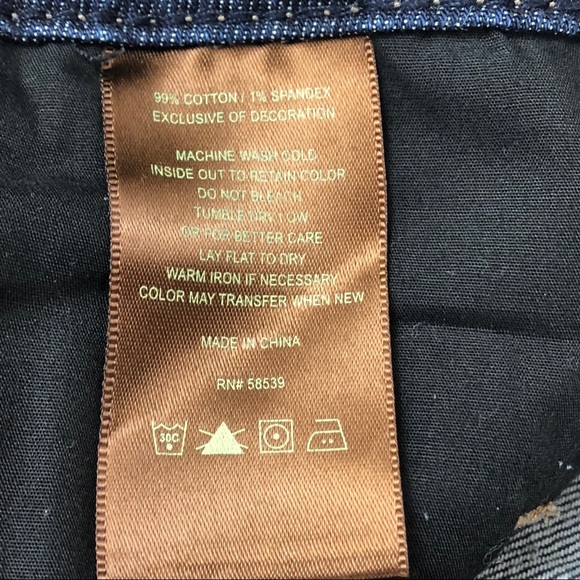 99% COTTON / 1% SPANDEX
EXCLUSIVE OF DECORATION
MACHINE WASH COLD
INSIDE OUT TO RETAIN COLOR
DO NOT BLEACH
TUMBLE DRY LOW
OR FOR BETTER CARE
LAY FLAT TO DRY
WARM IRON IF NECESSARY
COLOR MAY TRANSFER WHEN NEW
MADE IN CHINA
RN# 58539
30C